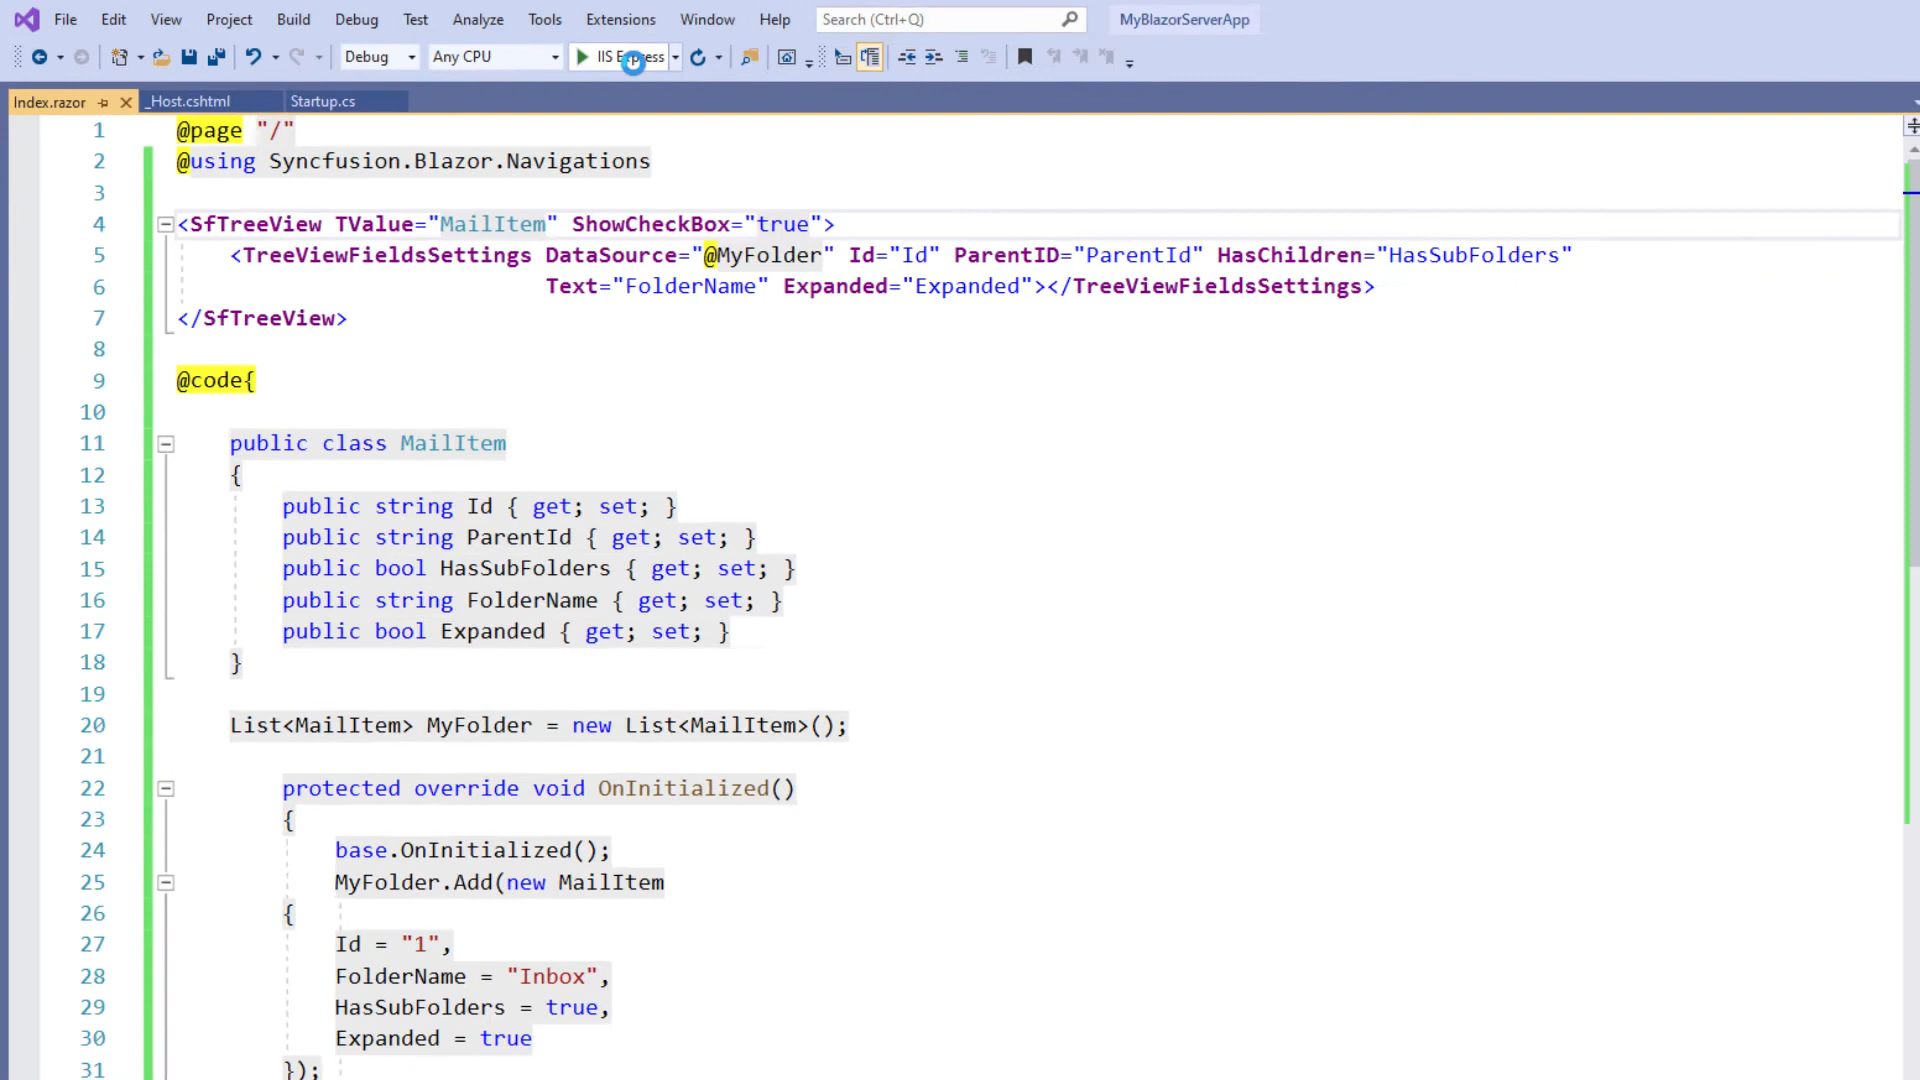 File Edit View Project Build Debug Test Analyze Tools Extensions Window Help Search (Ctrl+Q) MyBlazorServerApp
Debug Any CPU IIS Express
Index.razor _Host.cshtml Startup.cs
1 @page "/"
2 @using Syncfusion.Blazor.Navigations
3
4 <SfTreeView TValue="MailItem" ShowCheckBox="true">
5 <TreeViewFieldsSettings DataSource="@MyFolder" Id="Id" ParentID="ParentId" HasChildren="HasSubFolders"
6 Text="FolderName" Expanded="Expanded"></TreeViewFieldsSettings>
7 </SfTreeView>
8
9 @code{
10
11 public class MailItem
12 {
13 public string Id { get; set; }
14 public string ParentId { get; set; }
15 public bool HasSubFolders { get; set; }
16 public string FolderName { get; set; }
17 public bool Expanded { get; set; }
18 }
19
20 List<MailItem> MyFolder = new List<MailItem>();
21
22 protected override void OnInitialized()
23 {
24 base.OnInitialized();
25 MyFolder.Add(new MailItem
26 {
27 Id = "1",
28 FolderName = "Inbox",
29 HasSubFolders = true,
30 Expanded = true
31 });